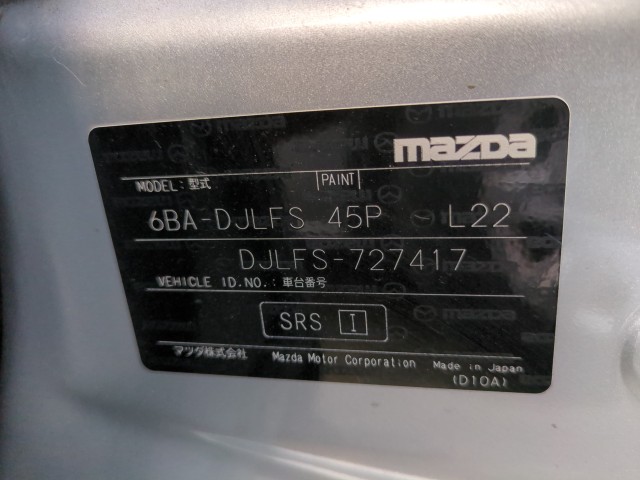 mazda
MODEL: 型式 PAINT
6BA-DJLFS 45P L22
DJLFS-727417
VEHICLE ID.NO.: 車台番号
SRS I
マツダ株式会社 Mazda Motor Corporation Made in Japan
(D10A)